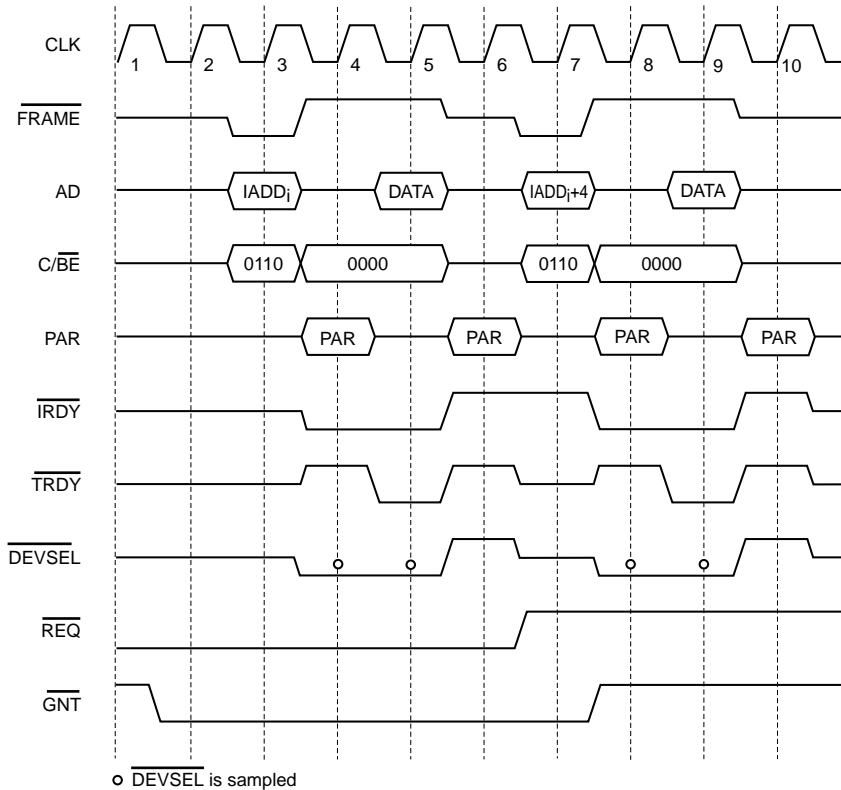 CLK
1 2 3 4 5 6 7 8 9 10
FRAME
AD IADDi DATA IADDi+4 DATA
C/BE 0110 0000 0110 0000
PAR PAR PAR PAR PAR
IRDY
TRDY
DEVSEL
REQ
GNT
DEVSEL is sampled